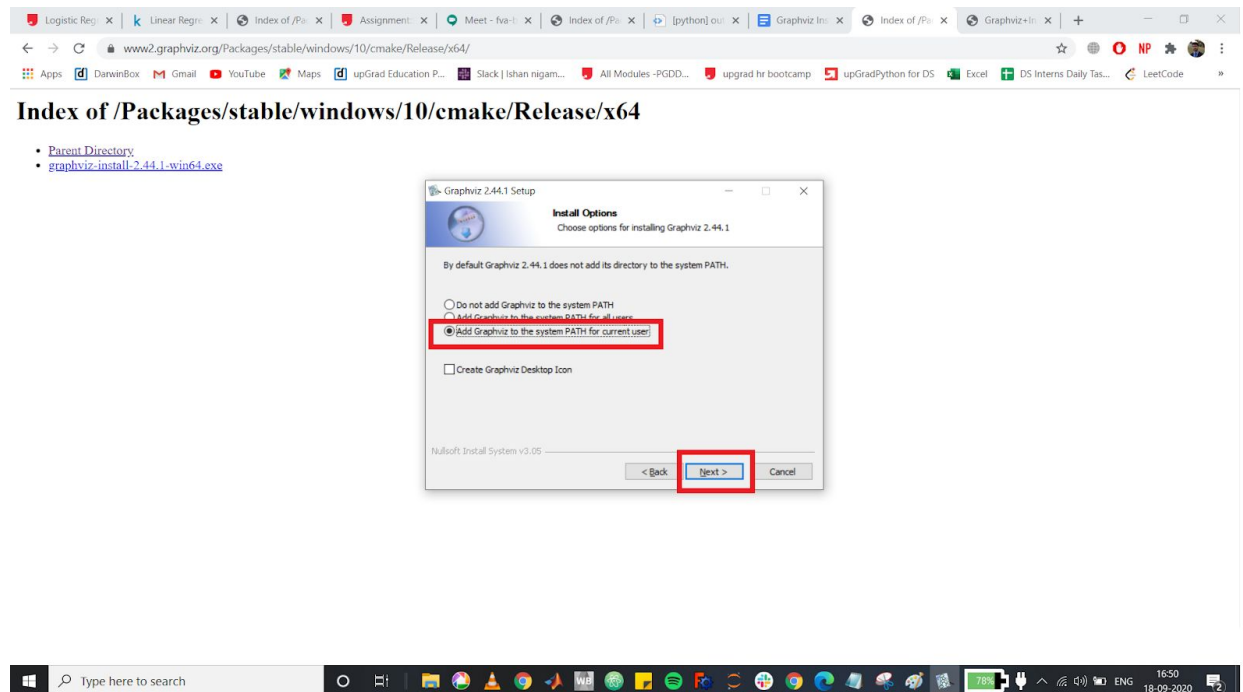 Logistic Reg
Linear Regre
Index of /Pa
Assignment:
Meet - fva-
Index of /Pa
[python] ou
Graphviz Ins
Index of /Pa
Graphviz+In
www2.graphviz.org/Packages/stable/windows/10/cmake/Release/x64/
NP
Apps DarwinBox Gmail YouTube Maps upGrad Education P... Slack | Ishan nigam... All Modules -PGDD... upgrad hr bootcamp upGradPython for DS Excel DS Interns Daily Tas... LeetCode »
Index of /Packages/stable/windows/10/cmake/Release/x64
Parent Directory
graphviz-install-2.44.1-win64.exe
Graphviz 2.44.1 Setup
Install Options
Choose options for installing Graphviz 2.44.1
By default Graphviz 2.44.1 does not add its directory to the system PATH.
Do not add Graphviz to the system PATH
Add Graphviz to the system PATH for all users
Add Graphviz to the system PATH for current user
Create Graphviz Desktop Icon
Nullsoft Install System v3.05
< Back Next > Cancel
Type here to search
WB
78%
ENG
16:50
18-09-2020
2